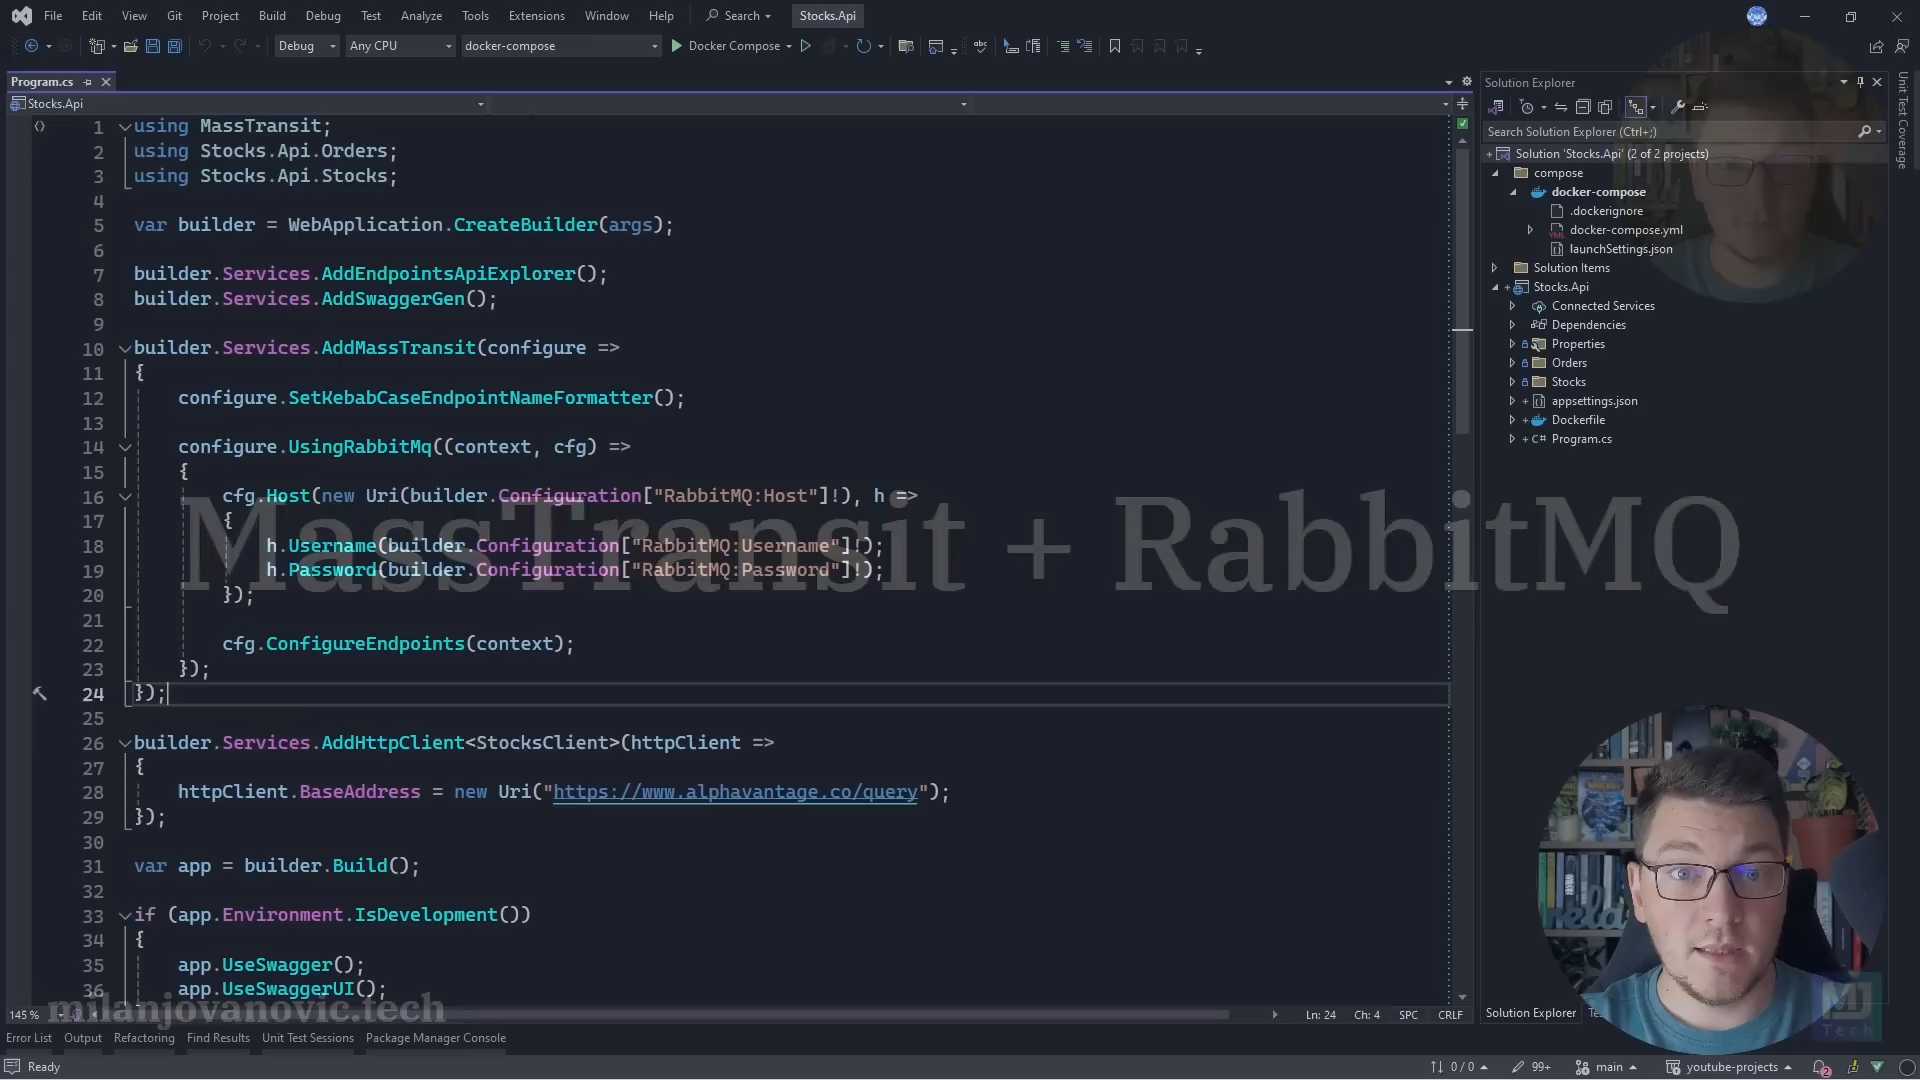 File Edit View Git Project Build Debug Test Analyze Tools Extensions Window Help Search Stocks.Api
Debug Any CPU docker-compose Docker Compose
Program.cs
Stocks.Api
1 using MassTransit;
2 using Stocks.Api.Orders;
3 using Stocks.Api.Stocks;
4
5 var builder = WebApplication.CreateBuilder(args);
6
7 builder.Services.AddEndpointsApiExplorer();
8 builder.Services.AddSwaggerGen();
9
10 builder.Services.AddMassTransit(configure =>
11 {
12 configure.SetKebabCaseEndpointNameFormatter();
13
14 configure.UsingRabbitMq((context, cfg) =>
15 {
16 cfg.Host(new Uri(builder.Configuration["RabbitMQ:Host"]!), h =>
17 {
18 h.Username(builder.Configuration["RabbitMQ:Username"]!);
19 h.Password(builder.Configuration["RabbitMQ:Password"]!);
20 });
21
22 cfg.ConfigureEndpoints(context);
23 });
24 });
25
26 builder.Services.AddHttpClient<StocksClient>(httpClient =>
27 {
28 httpClient.BaseAddress = new Uri("https://www.alphavantage.co/query");
29 });
30
31 var app = builder.Build();
32
33 if (app.Environment.IsDevelopment())
34 {
35 app.UseSwagger();
36 app.UseSwaggerUI();
MassTransit + RabbitMQ
milanjovanovic.tech
145 % Ln: 24 Ch: 4 SPC CRLF
Error List Output Refactoring Find Results Unit Test Sessions Package Manager Console
Ready 0 / 0 99+ main youtube-projects 2
Solution Explorer
Search Solution Explorer (Ctrl+;)
Solution 'Stocks.Api' (2 of 2 projects)
compose
docker-compose
.dockerignore
docker-compose.yml
launchSettings.json
Solution Items
Stocks.Api
Connected Services
Dependencies
Properties
Orders
Stocks
appsettings.json
Dockerfile
C# Program.cs
Solution Explorer
Unit Test Coverage
MJ
Tech